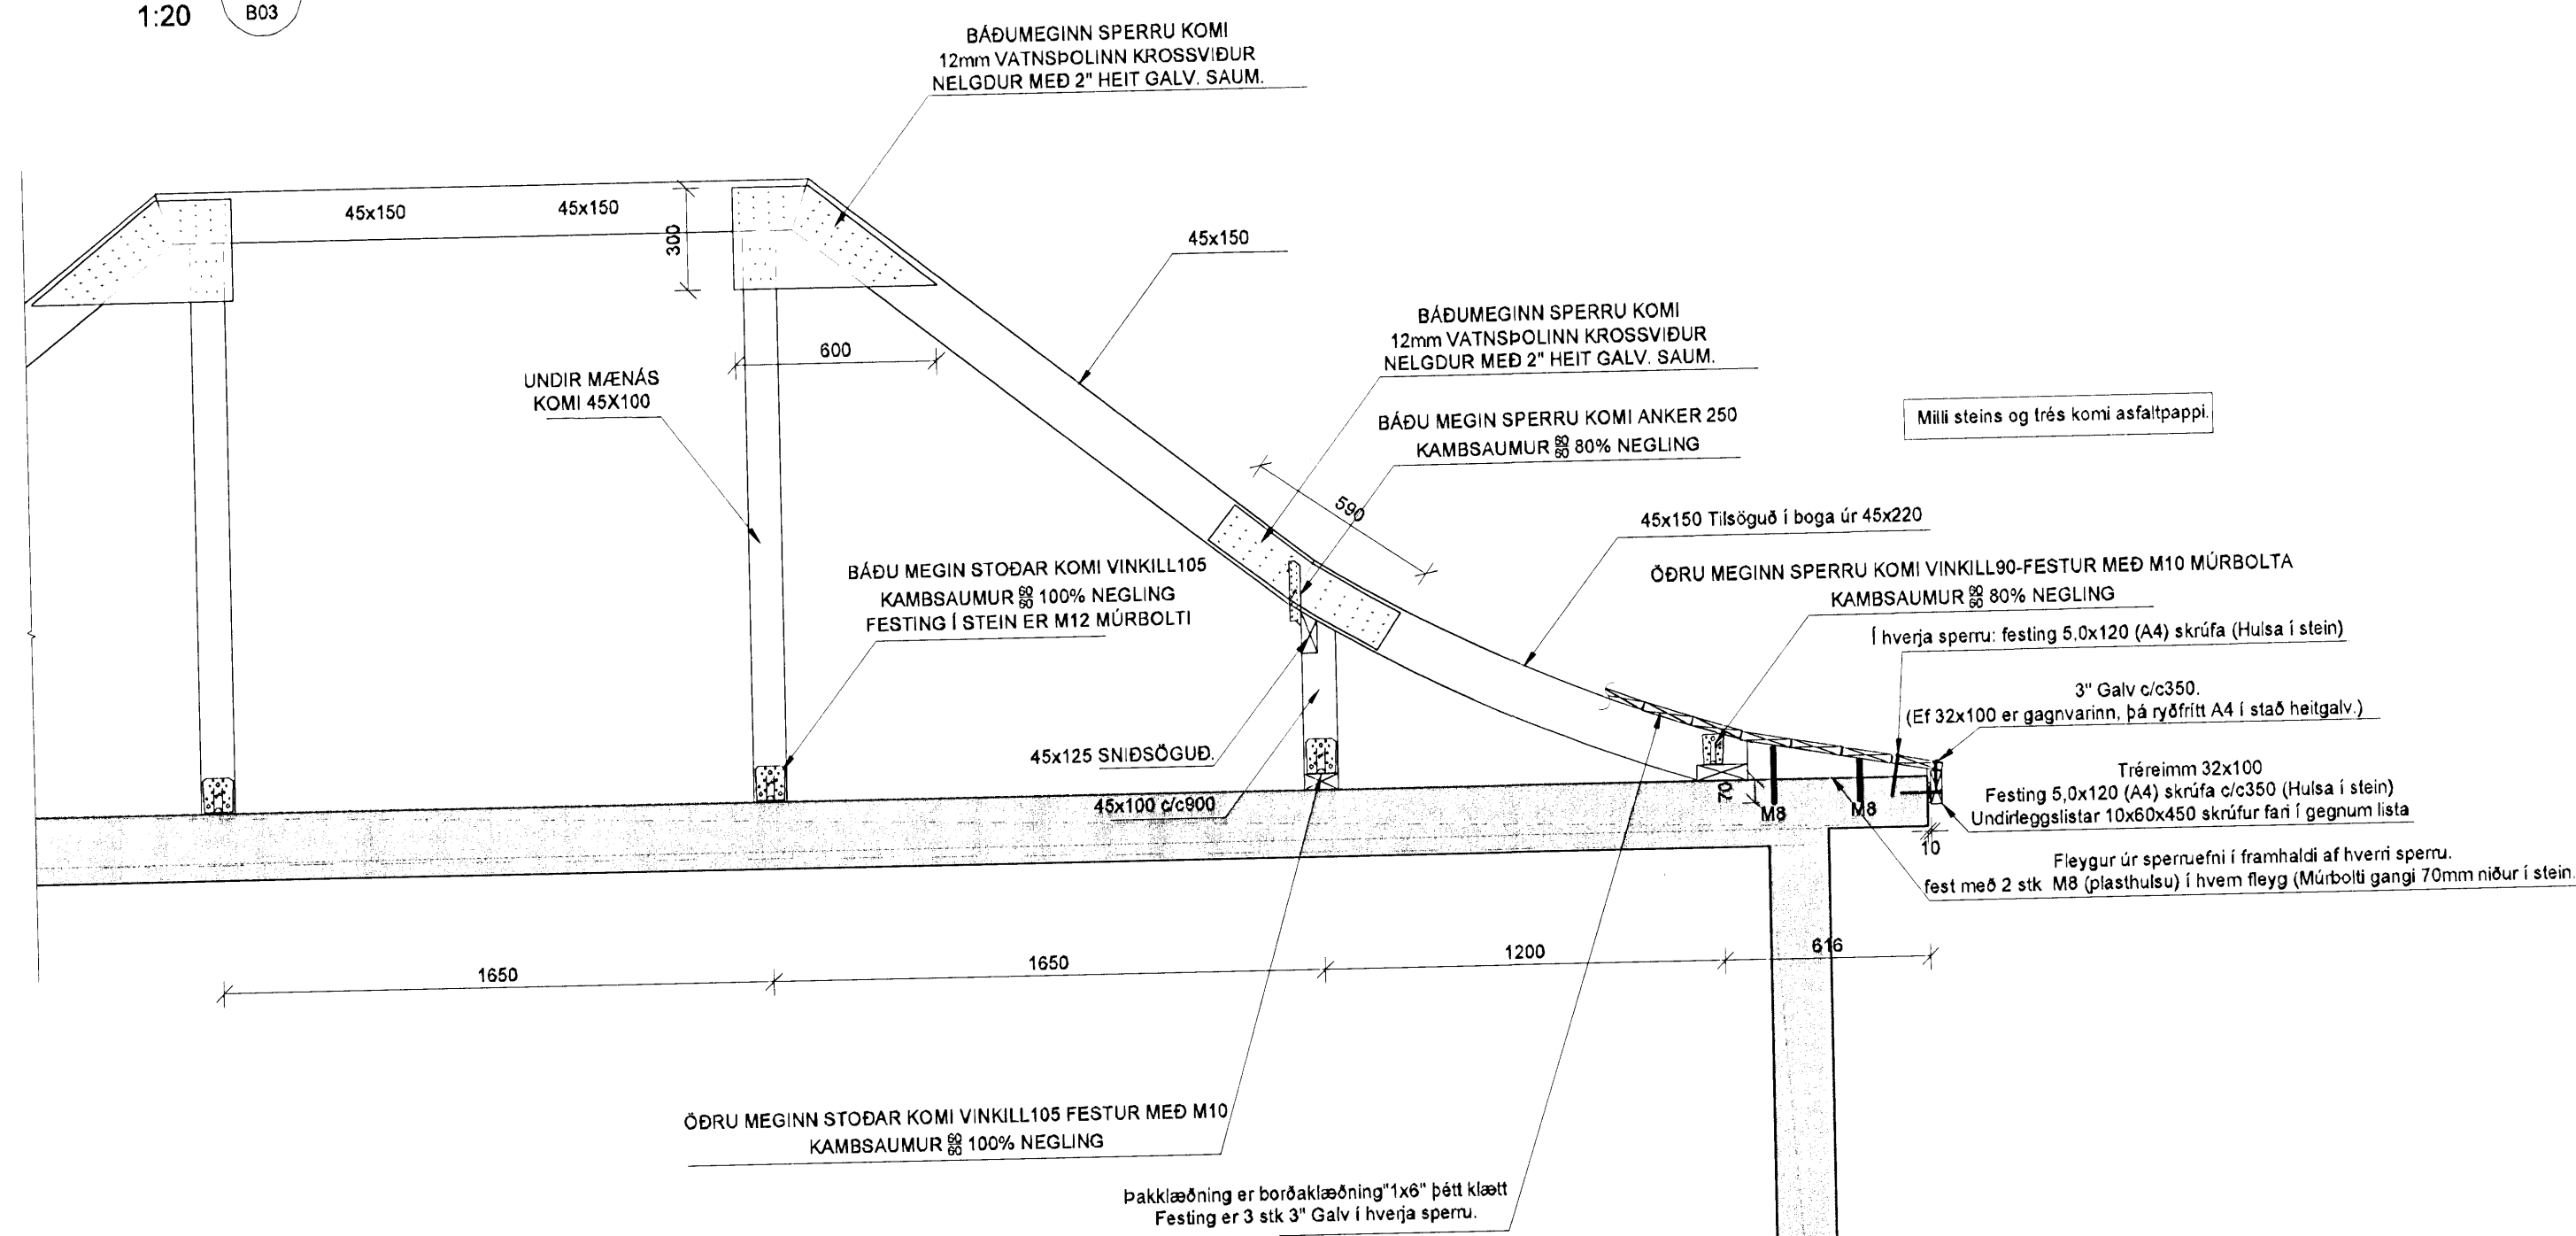 1:20
B03
BÁÐUMEGINN SPERRU KOMI
12mm VATNSÞOLINN KROSSVIÐUR
NELGDUR MEÐ 2" HEIT GALV. SAUM.
45x150
45x150
300
45x150
600
UNDIR MÆNÁS
KOMI 45X100
BÁÐUMEGINN SPERRU KOMI
12mm VATNSÞOLINN KROSSVIÐUR
NELGDUR MEÐ 2" HEIT GALV. SAUM.
BÁÐU MEGIN SPERRU KOMI ANKER 250
KAMBSAUMUR 60/60 80% NEGLING
Milli steins og trés komi asfaltpappi.
590
45x150 Tilsöguð í boga úr 45x220
BÁÐU MEGIN STOÐAR KOMI VINKILL105
KAMBSAUMUR 60/60 100% NEGLING
FESTING Í STEIN ER M12 MÚRBOLTI
ÖÐRU MEGINN SPERRU KOMI VINKILL90-FESTUR MEÐ M10 MÚRBOLTA
KAMBSAUMUR 60/60 80% NEGLING
Í hverja sperru: festing 5,0x120 (A4) skrúfa (Hulsa í stein)
3" Galv c/c350.
(Ef 32x100 er gagnvarinn, þá ryðfrítt A4 í stað heitgalv.)
45x125 SNIÐSÖGUÐ.
45x100 c/c900
70
M8
M8
Tréreimm 32x100
Festing 5,0x120 (A4) skrúfa c/c350 (Hulsa í stein)
Undirleggslistar 10x60x450 skrúfur fari í gegnum lista
10
Fleygur úr sperruefni í framhaldi af hverri sperru.
fest með 2 stk M8 (plasthulsu) í hvern fleyg (Múrbolti gangi 70mm niður í stein.
1650
1650
1200
616
ÖÐRU MEGINN STOÐAR KOMI VINKILL105 FESTUR MEÐ M10
KAMBSAUMUR 60/60 100% NEGLING
Þakklæðning er borðaklæðning"1x6" þétt klætt
Festing er 3 stk 3" Galv í hverja sperru.